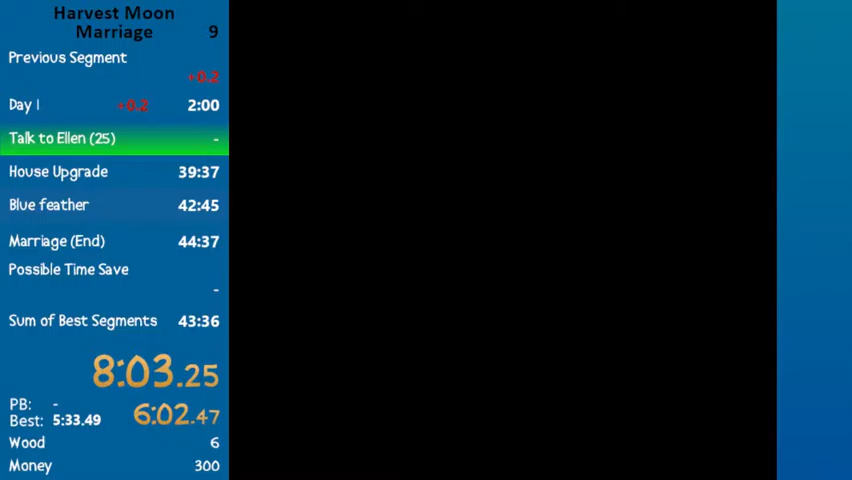 Harvest Moon
Marriage 9
Previous Segment
+0.2
Day 1 +0.2 2:00
Talk to Ellen (25) -
House Upgrade 39:37
Blue feather 42:45
Marriage (End) 44:37
Possible Time Save
-
Sum of Best Segments 43:36
8:03.25
PB: -
6:02.47
Best: 5:33.49
Wood 6
Money 300